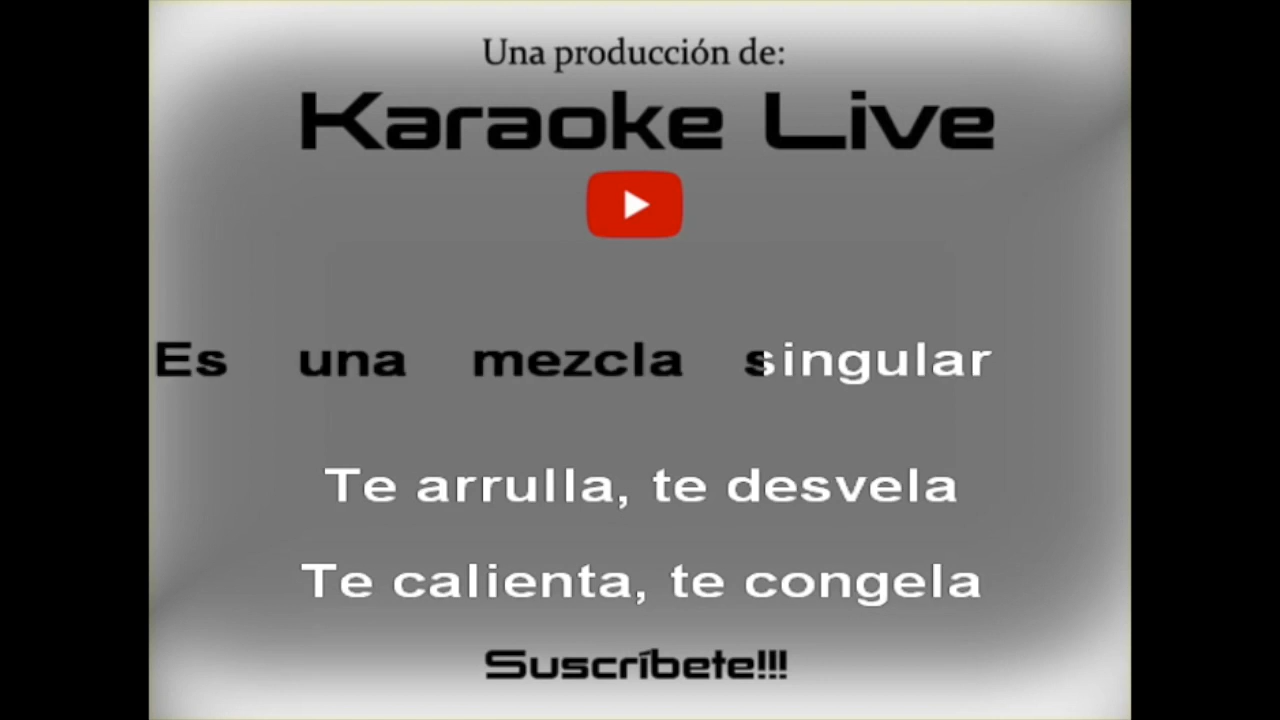 Una producción de:
Karaoke Live
Es una mezcla singular
Te arrulla, te desvela
Te calienta, te congela
Suscríbete!!!